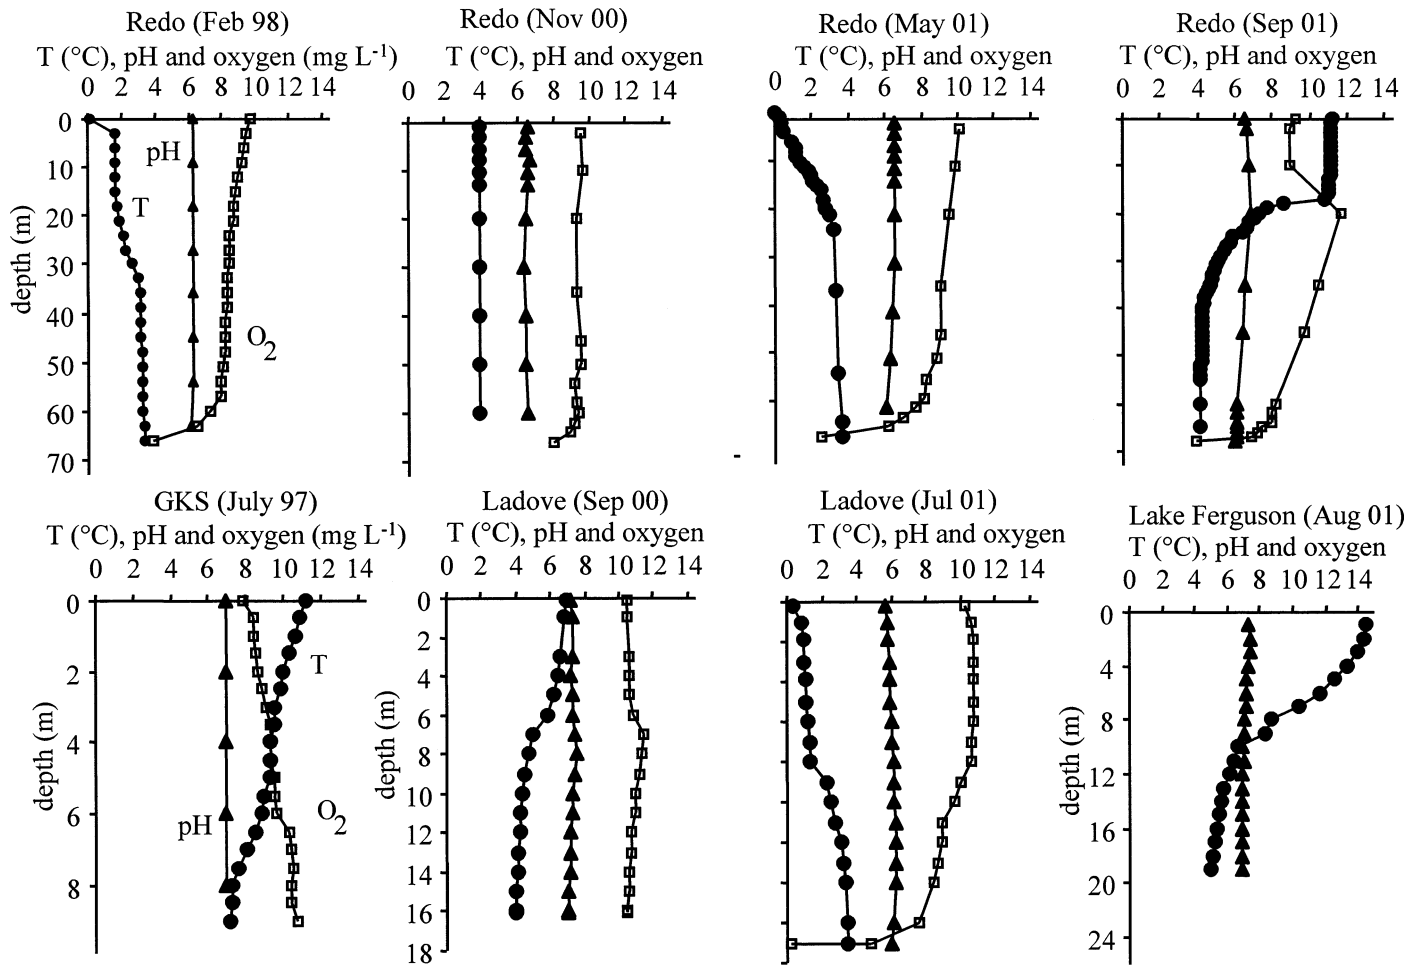 Redo (Feb 98)
T (°C), pH and oxygen (mg L-1)
0 2 4 6 8 10 12 14
0
10
20
30
40
50
60
70
depth (m)
pH
T
O2
Redo (Nov 00)
T (°C), pH and oxygen
0 2 4 6 8 10 12 14
Redo (May 01)
T (°C), pH and oxygen
0 2 4 6 8 10 12 14
Redo (Sep 01)
T (°C), pH and oxygen
0 2 4 6 8 10 12 14
GKS (July 97)
T (°C), pH and oxygen (mg L-1)
0 2 4 6 8 10 12 14
0
2
4
6
8
depth (m)
T
pH
O2
Ladove (Sep 00)
T (°C), pH and oxygen
0 2 4 6 8 10 12 14
0
2
4
6
8
10
12
14
16
18
depth (m)
Ladove (Jul 01)
T (°C), pH and oxygen
0 2 4 6 8 10 12 14
Lake Ferguson (Aug 01)
T (°C), pH and oxygen
0 2 4 6 8 10 12 14
0
4
8
12
16
20
24
depth (m)